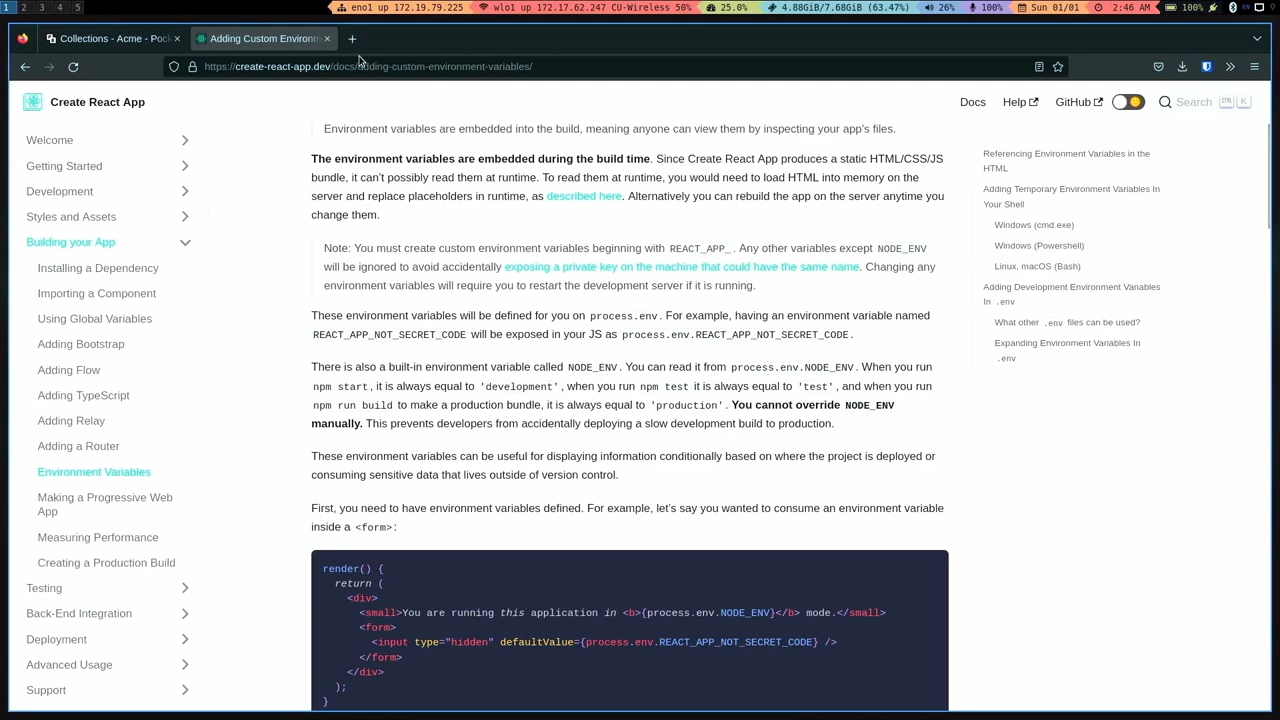 1 2 3 4 5 eno1 up 172.19.79.225 wlo1 up 172.17.62.247 CU-Wireless 50% 25.0% 4.88GiB/7.68GiB (63.47%) 26% 100% Sun 01/01 2:46 AM 100%
Collections - Acme - Pock Adding Custom Environm
https://create-react-app.dev/docs/adding-custom-environment-variables/
Create React App Docs Help GitHub Search CTRL K
Welcome
Getting Started
Development
Styles and Assets
Building your App
Installing a Dependency
Importing a Component
Using Global Variables
Adding Bootstrap
Adding Flow
Adding TypeScript
Adding Relay
Adding a Router
Environment Variables
Making a Progressive Web
App
Measuring Performance
Creating a Production Build
Testing
Back-End Integration
Deployment
Advanced Usage
Support
Environment variables are embedded into the build, meaning anyone can view them by inspecting your app's files.
The environment variables are embedded during the build time. Since Create React App produces a static HTML/CSS/JS
bundle, it can't possibly read them at runtime. To read them at runtime, you would need to load HTML into memory on the
server and replace placeholders in runtime, as described here. Alternatively you can rebuild the app on the server anytime you
change them.
Note: You must create custom environment variables beginning with REACT_APP_. Any other variables except NODE_ENV
will be ignored to avoid accidentally exposing a private key on the machine that could have the same name. Changing any
environment variables will require you to restart the development server if it is running.
These environment variables will be defined for you on process.env. For example, having an environment variable named
REACT_APP_NOT_SECRET_CODE will be exposed in your JS as process.env.REACT_APP_NOT_SECRET_CODE.
There is also a built-in environment variable called NODE_ENV. You can read it from process.env.NODE_ENV. When you run
npm start, it is always equal to 'development', when you run npm test it is always equal to 'test', and when you run
npm run build to make a production bundle, it is always equal to 'production'. You cannot override NODE_ENV
manually. This prevents developers from accidentally deploying a slow development build to production.
These environment variables can be useful for displaying information conditionally based on where the project is deployed or
consuming sensitive data that lives outside of version control.
First, you need to have environment variables defined. For example, let's say you wanted to consume an environment variable
inside a <form>:
render() {
return (
<div>
<small>You are running this application in <b>{process.env.NODE_ENV}</b> mode.</small>
<form>
<input type="hidden" defaultValue={process.env.REACT_APP_NOT_SECRET_CODE} />
</form>
</div>
);
}
Referencing Environment Variables in the
HTML
Adding Temporary Environment Variables In
Your Shell
Windows (cmd.exe)
Windows (Powershell)
Linux, macOS (Bash)
Adding Development Environment Variables
In .env
What other .env files can be used?
Expanding Environment Variables In
.env